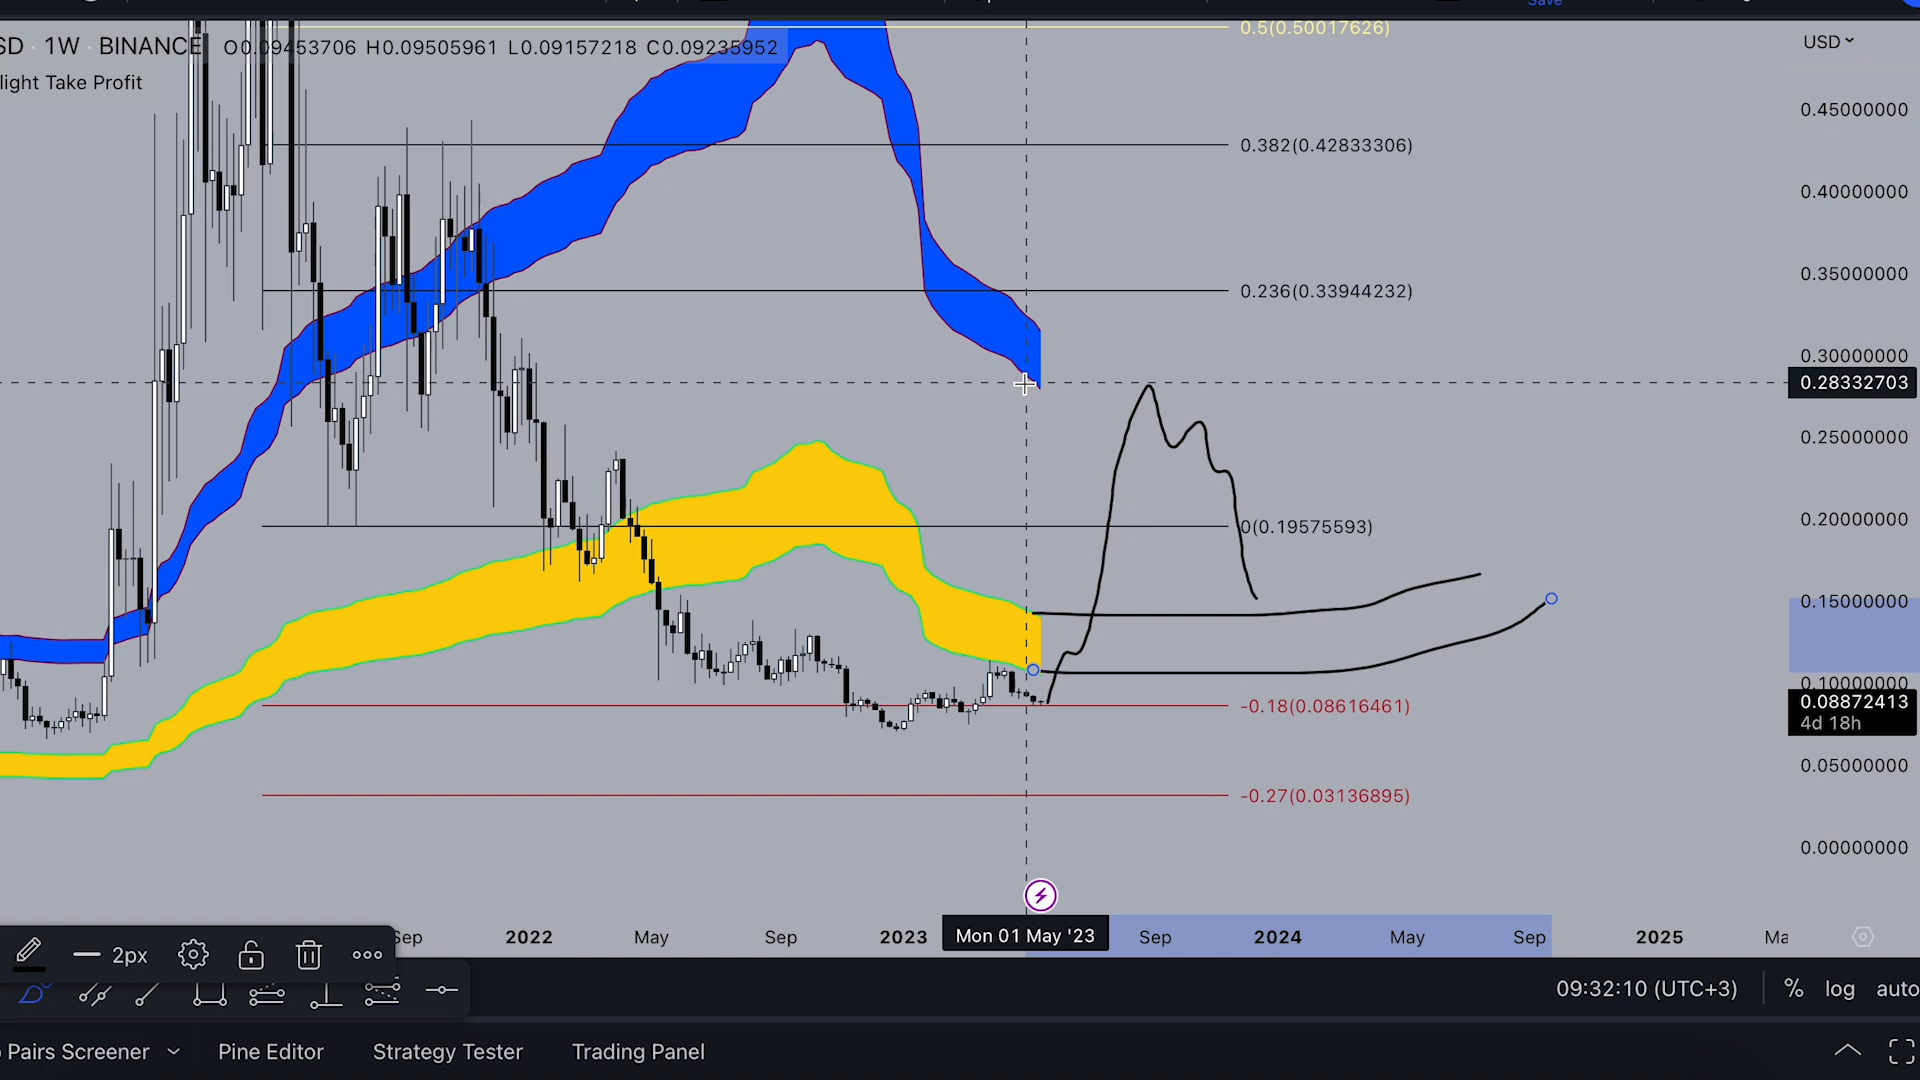 Save
SD 1W BINANCE O0.09453706 H0.09505961 L0.09157218 C0.09235952
light Take Profit
0.5(0.50017626)
0.382(0.42833306)
0.236(0.33944232)
0(0.19575593)
-0.18(0.08616461)
-0.27(0.03136895)
USD
0.45000000
0.40000000
0.35000000
0.30000000
0.28332703
0.25000000
0.20000000
0.15000000
0.10000000
0.08872413
4d 18h
0.05000000
0.00000000
Sep 2022 May Sep 2023 Mon 01 May '23 Sep 2024 May Sep 2025 Ma
2px
09:32:10 (UTC+3) % log auto
Pairs Screener Pine Editor Strategy Tester Trading Panel